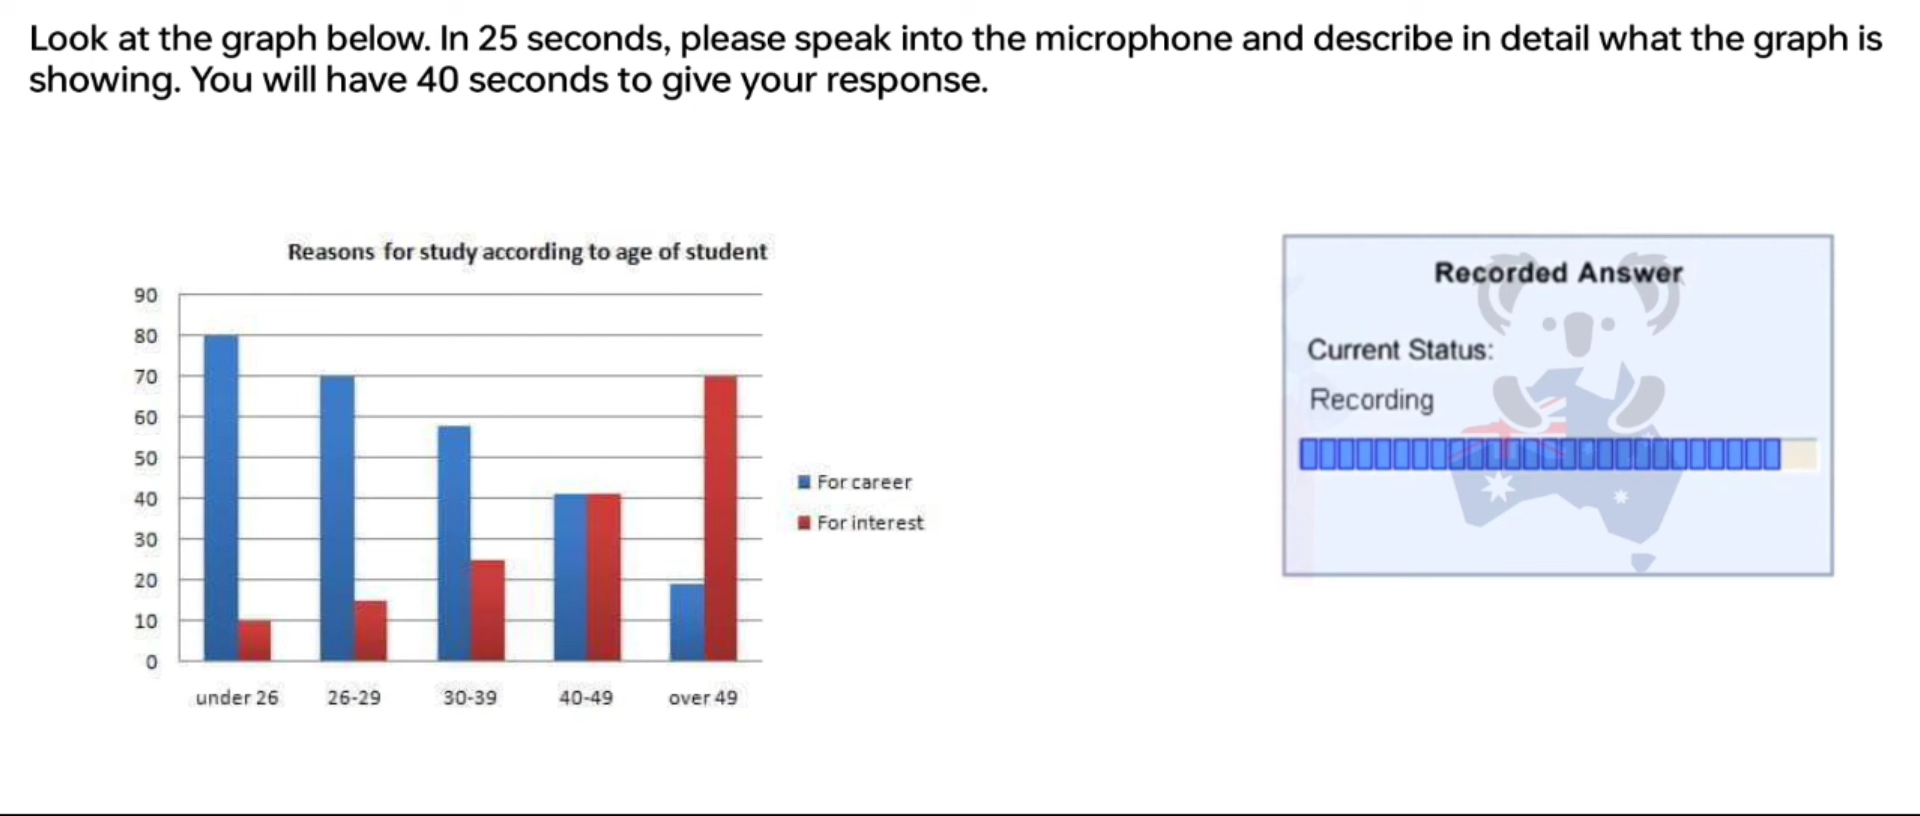 Look at the graph below. In 25 seconds, please speak into the microphone and describe in detail what the graph is
showing. You will have 40 seconds to give your response.
Reasons for study according to age of student
90
80
70
60
50
40
30
20
10
0
under 26
26-29
30-39
40-49
over 49
For career
For interest
Recorded Answer
Current Status:
Recording